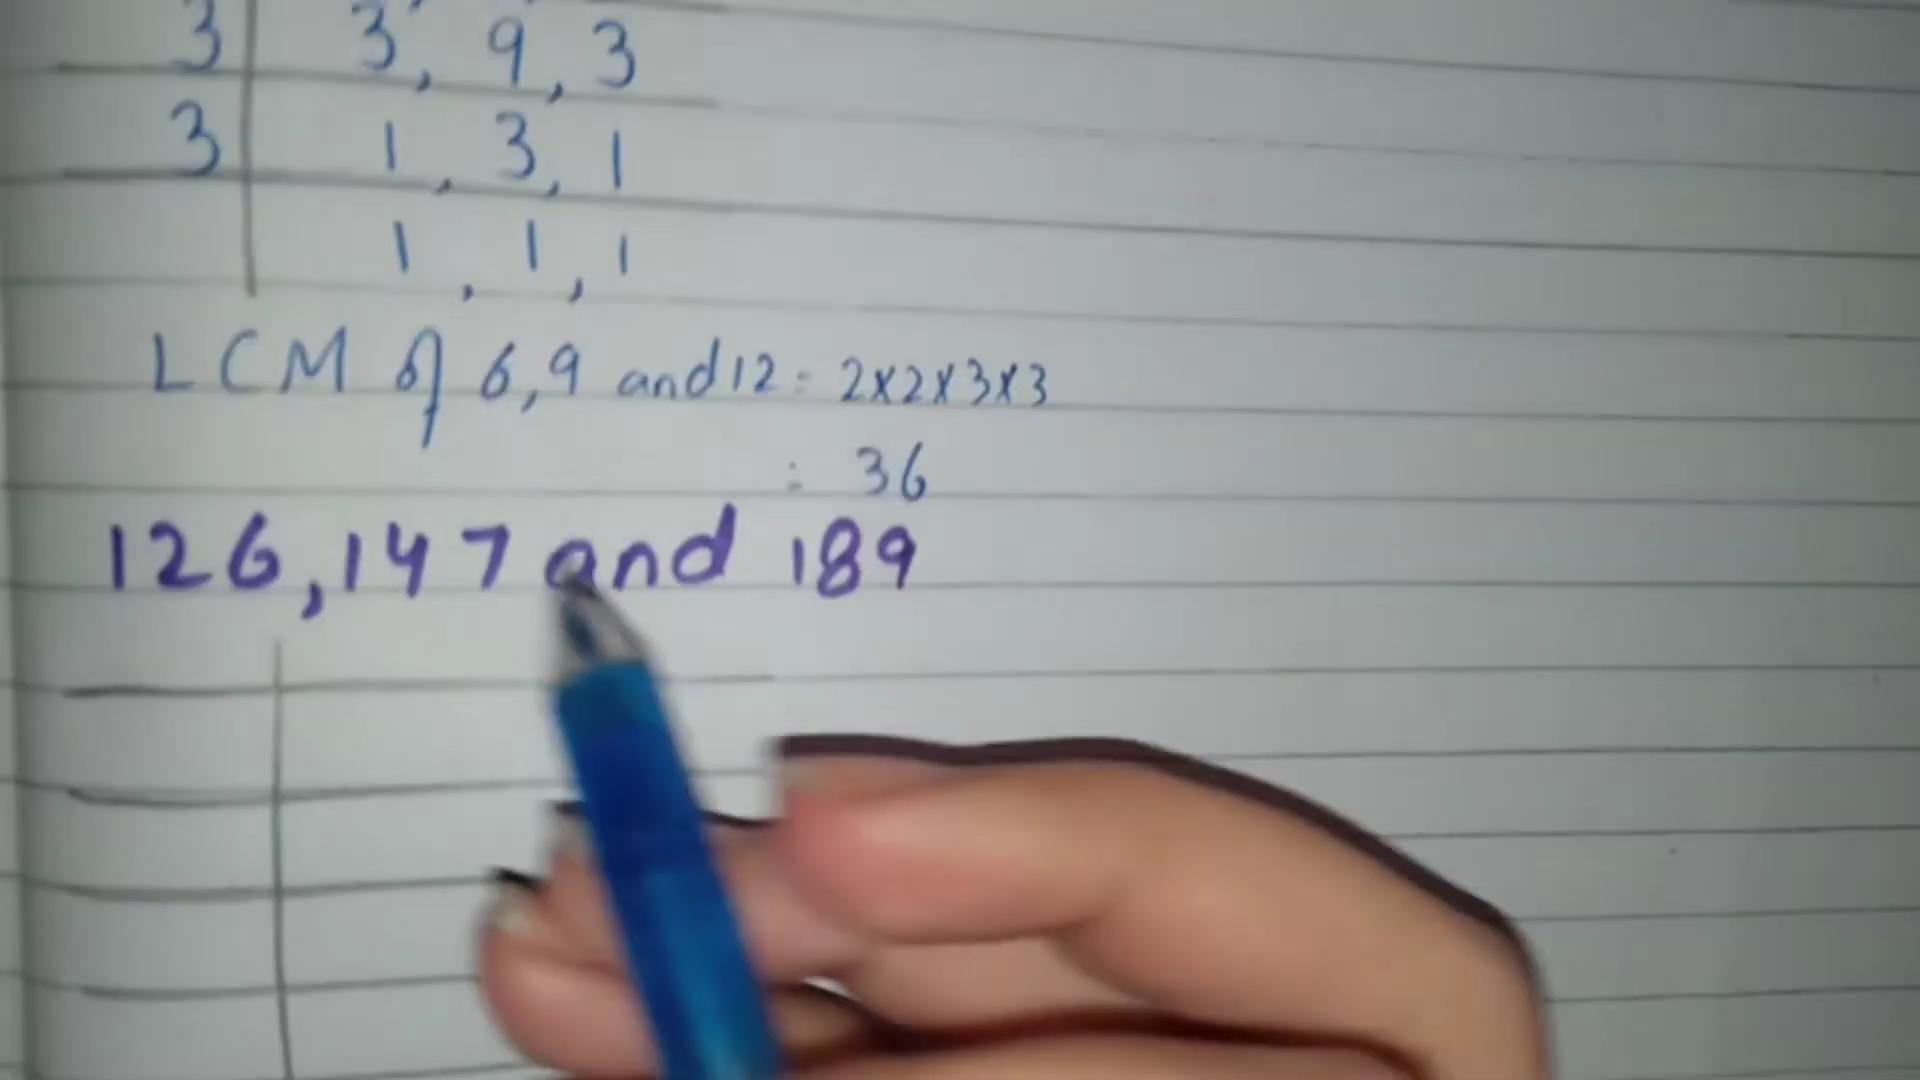 3 3, 9, 3
3 1, 3, 1
1, 1, 1
LCM of 6,9 and 12 = 2x2x3x3
= 36
126,147 and 189